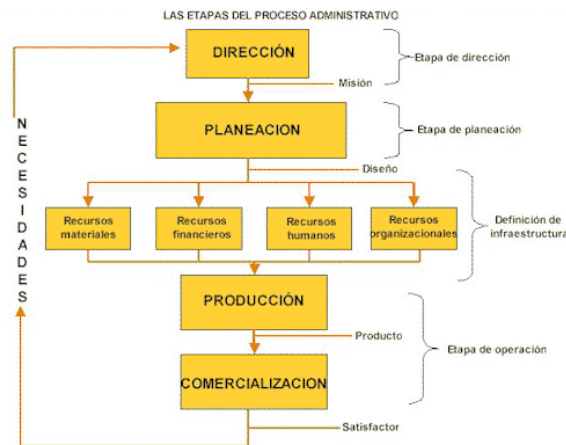 LAS ETAPAS DEL PROCESO ADMINISTRATIVO
DIRECCIÓN
Etapa de dirección
Misión
PLANEACION
Etapa de planeación
Diseño
Recursos
materiales
Recursos
financieros
Recursos
humanos
Recursos
organizacionales
Definición de
infraestructura
NECESIDADES
PRODUCCIÓN
Producto
Etapa de operación
COMERCIALIZACION
Satisfactor